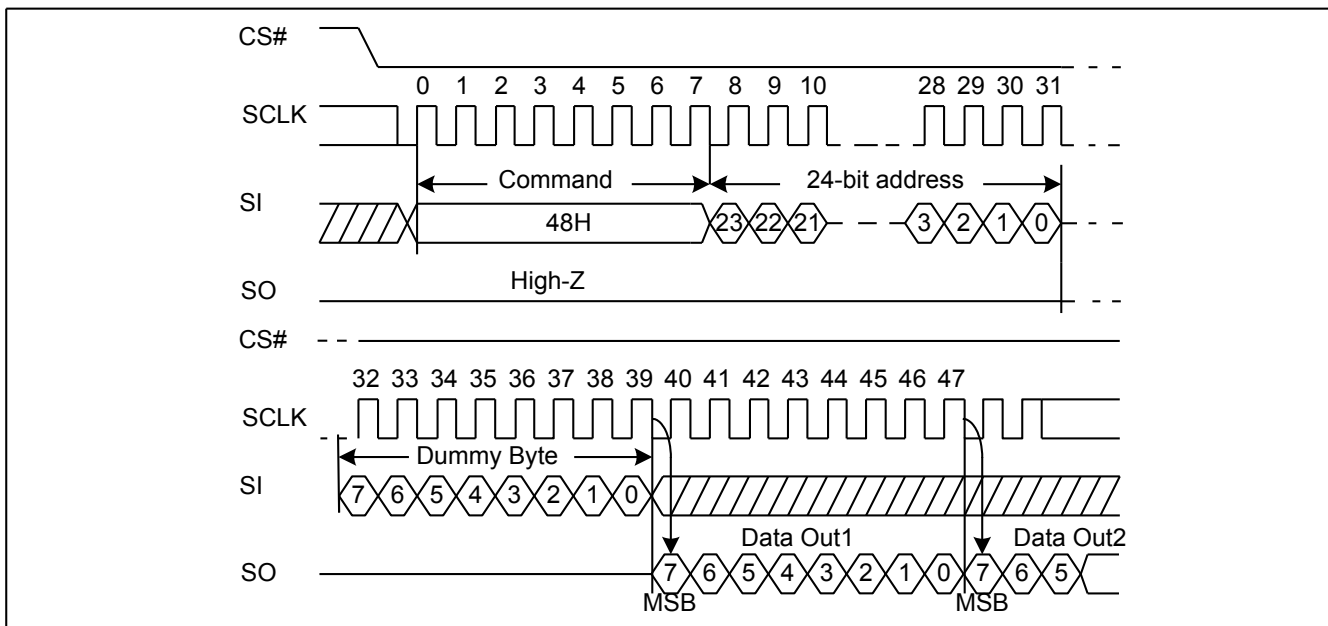 CS#
0 1 2 3 4 5 6 7 8 9 10 28 29 30 31
SCLK
Command 24-bit address
SI
48H 23 22 21 3 2 1 0
High-Z
SO
CS#
32 33 34 35 36 37 38 39 40 41 42 43 44 45 46 47
SCLK
Dummy Byte
SI
7 6 5 4 3 2 1 0
Data Out1 Data Out2
SO
7 6 5 4 3 2 1 0 7 6 5
MSB MSB